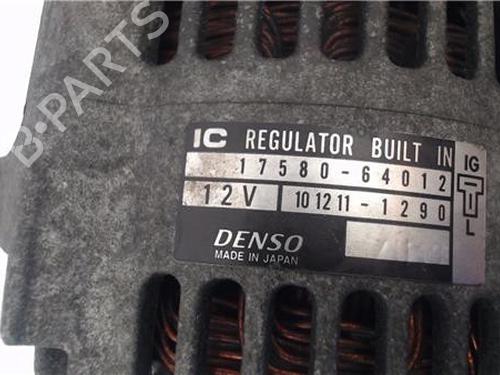 B-PARTS
IC REGULATOR BUILT IN
IG
17580-64012
12V
101211-1290
L
DENSO
MADE IN JAPAN